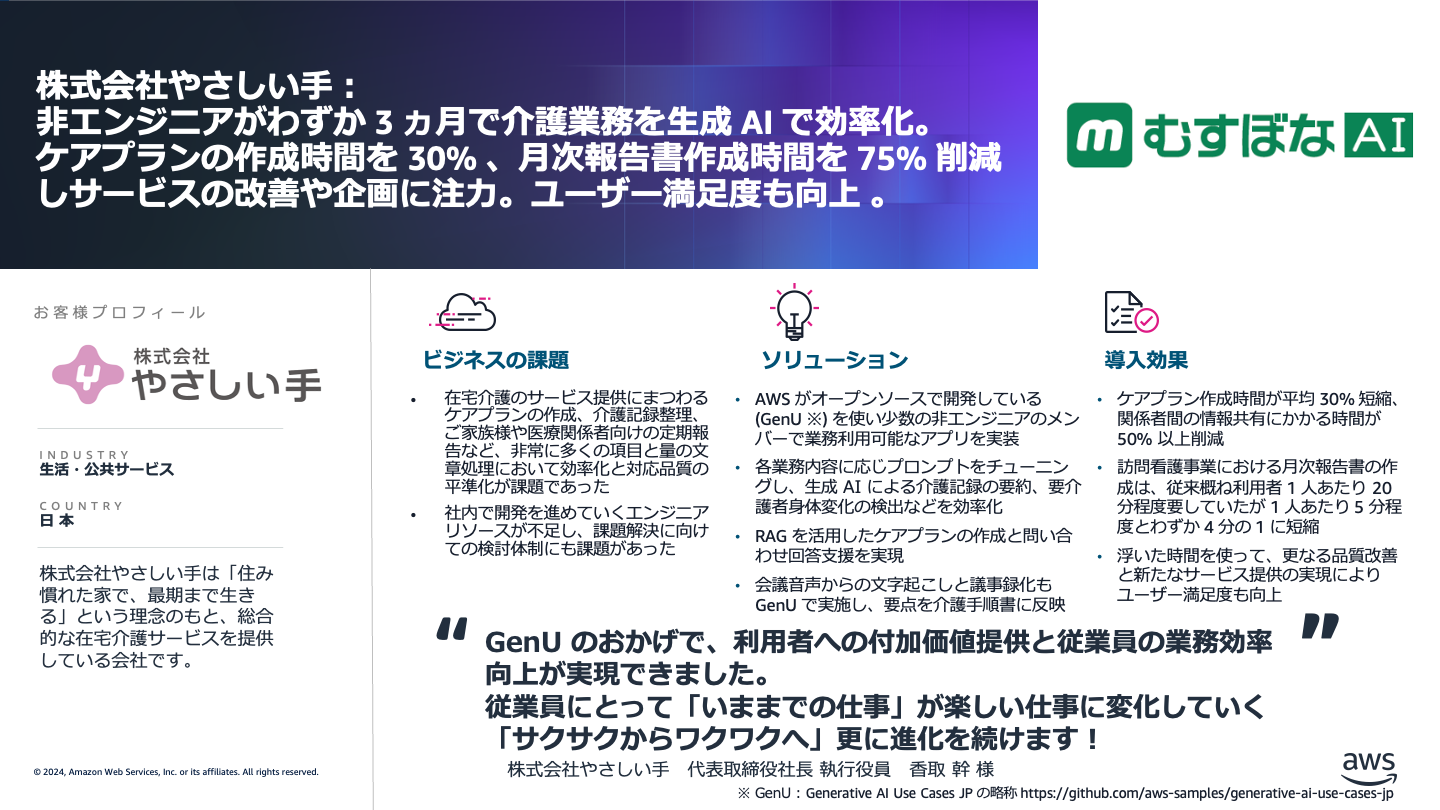 株式会社やさしい手：
非エンジニアがわずか 3 ヵ月で介護業務を生成 AI で効率化。
ケアプランの作成時間を 30% 、月次報告書作成時間を 75% 削減
しサービスの改善や企画に注力。ユーザー満足度も向上 。
m むすぼなAI
お客様プロフィール
株式会社
やさしい手
INDUSTRY
生活・公共サービス
COUNTRY
日本
株式会社やさしい手は「住み
慣れた家で、最期まで生き
る」という理念のもと、総合
的な在宅介護サービスを提供
している会社です。
ビジネスの課題
• 在宅介護のサービス提供にまつわる
ケアプランの作成、介護記録整理、
ご家族様や医療関係者向けの定期報
告など、非常に多くの項目と量の文
章処理において効率化と対応品質の
平準化が課題であった
• 社内で開発を進めていくエンジニア
リソースが不足し、課題解決に向け
ての検討体制にも課題があった
ソリューション
• AWS がオープンソースで開発している
(GenU ※) を使い少数の非エンジニアのメン
バーで業務利用可能なアプリを実装
• 各業務内容に応じプロンプトをチューニン
グし、生成 AI による介護記録の要約、要介
護者身体変化の検出などを効率化
• RAG を活用したケアプランの作成と問い合
わせ回答支援を実現
• 会議音声からの文字起こしと議事録化も
GenU で実施し、要点を介護手順書に反映
導入効果
• ケアプラン作成時間が平均 30% 短縮、
関係者間の情報共有にかかる時間が
50% 以上削減
• 訪問看護事業における月次報告書の作
成は、従来概ね利用者 1 人あたり 20
分程度要していたが 1 人あたり 5 分程
度とわずか 4 分の 1 に短縮
• 浮いた時間を使って、更なる品質改善
と新たなサービス提供の実現により
ユーザー満足度も向上
“ GenU のおかげで、利用者への付加価値提供と従業員の業務効率 ”
向上が実現できました。
従業員にとって「いままでの仕事」が楽しい仕事に変化していく
「サクサクからワクワクへ」更に進化を続けます！
株式会社やさしい手　代表取締役社長 執行役員　香取 幹 様
aws
© 2024, Amazon Web Services, Inc. or its affiliates. All rights reserved.
※ GenU：Generative AI Use Cases JP の略称 https://github.com/aws-samples/generative-ai-use-cases-jp